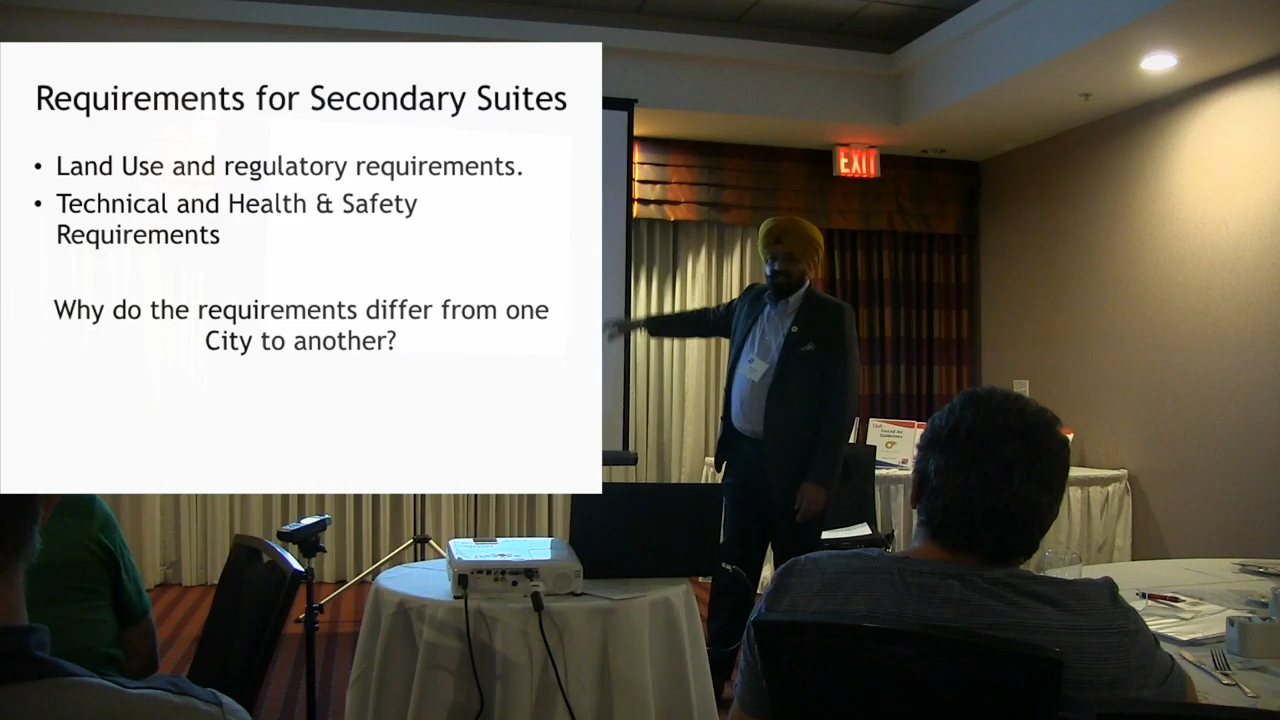 Requirements for Secondary Suites
• Land Use and regulatory requirements.
• Technical and Health & Safety
Requirements
Why do the requirements differ from one
City to another?
EXIT
Guidelines